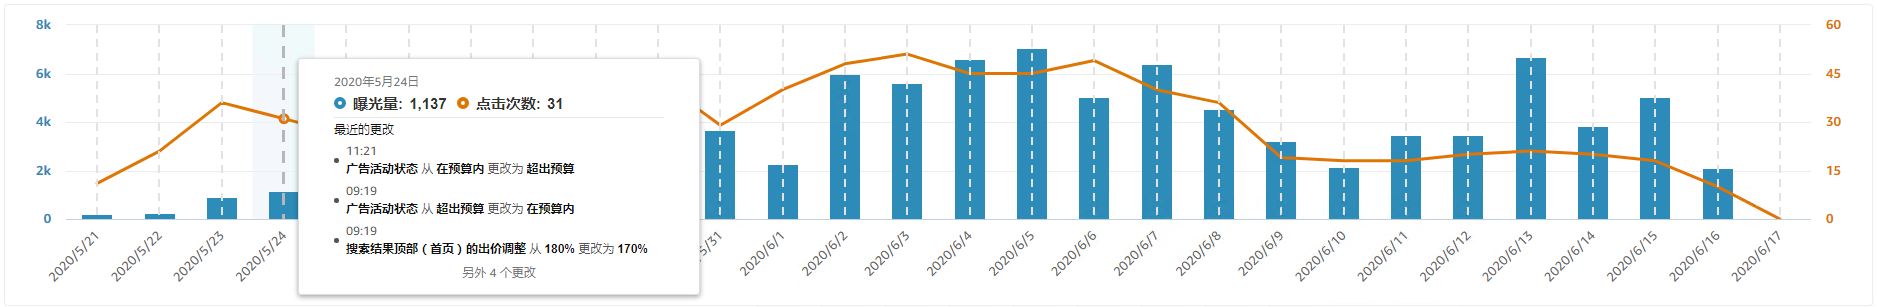 8k
6k
4k
2k
0
60
45
30
15
0
2020年5月24日
曝光量: 1,137 点击次数: 31
最近的更改
11:21
广告活动状态 从 在预算内 更改为 超出预算
09:19
广告活动状态 从 超出预算 更改为 在预算内
09:19
搜索结果顶部（首页）的出价调整 从 180% 更改为 170%
另外 4 个更改
2020/5/21
2020/5/22
2020/5/23
2020/5/24
5/31
2020/6/1
2020/6/2
2020/6/3
2020/6/4
2020/6/5
2020/6/6
2020/6/7
2020/6/8
2020/6/9
2020/6/10
2020/6/11
2020/6/12
2020/6/13
2020/6/14
2020/6/15
2020/6/16
2020/6/17